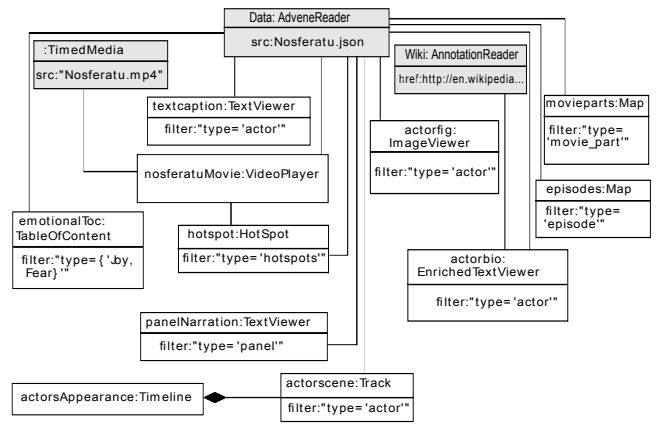 Data: AdveneReader
src:Nosferatu.json
:TimedMedia
src:"Nosferatu.mp4"
Wiki: AnnotationReader
href:http://en.wikipedia...
textcaption:TextViewer
filter:"type= 'actor'"
actorfig:
ImageViewer
filter:"type= 'actor'"
movieparts:Map
filter:"type=
'movie_part'"
nosferatuMovie:VideoPlayer
episodes:Map
filter:"type=
'episode'"
emotionalToc:
TableOfContent
filter:"type= { 'Joy,
Fear} '"
hotspot:HotSpot
filter:"type= 'hotspots'"
actorbio:
EnrichedTextViewer
filter:"type= 'actor'"
panelNarration:TextViewer
filter:"type= 'panel'"
actorsAppearance:Timeline
actorscene:Track
filter:"type= 'actor'"